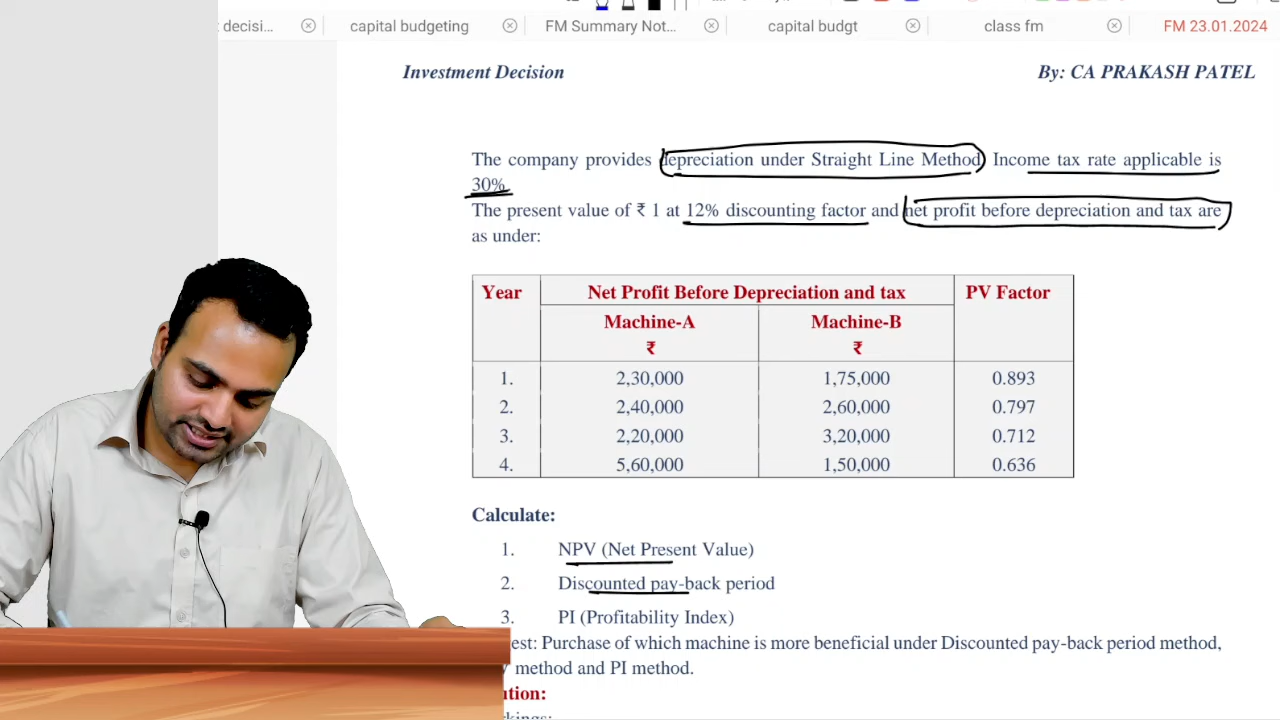 decisi...
capital budgeting
FM Summary Not...
capital budgt
class fm
FM 23.01.2024
Investment Decision
By: CA PRAKASH PATEL
The company provides depreciation under Straight Line Method Income tax rate applicable is
30%
The present value of ₹ 1 at 12% discounting factor and net profit before depreciation and tax are
as under:
Year Net Profit Before Depreciation and tax PV Factor
Machine-A Machine-B
₹ ₹
1. 2,30,000 1,75,000 0.893
2. 2,40,000 2,60,000 0.797
3. 2,20,000 3,20,000 0.712
4. 5,60,000 1,50,000 0.636
Calculate:
1. NPV (Net Present Value)
2. Discounted pay-back period
3. PI (Profitability Index)
est: Purchase of which machine is more beneficial under Discounted pay-back period method,
method and PI method.
ution: